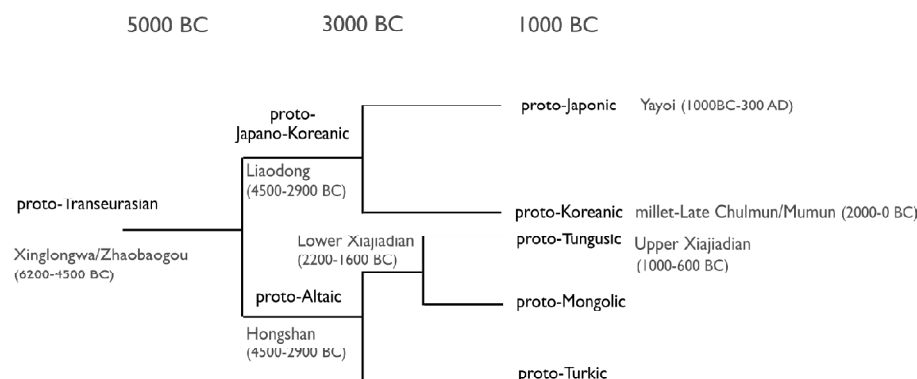 5000 BC 3000 BC 1000 BC
proto-
Japano-Koreanic
proto-Japonic Yayoi (1000BC-300 AD)
Liaodong
(4500-2900 BC)
proto-Transeurasian
proto-Koreanic millet-Late Chulmun/Mumun (2000-0 BC)
Xinglongwa/Zhaobaogou
(6200-4500 BC)
Lower Xiajiadian
(2200-1600 BC)
proto-Tungusic Upper Xiajiadian
(1000-600 BC)
proto-Altaic
proto-Mongolic
Hongshan
(4500-2900 BC)
proto-Turkic